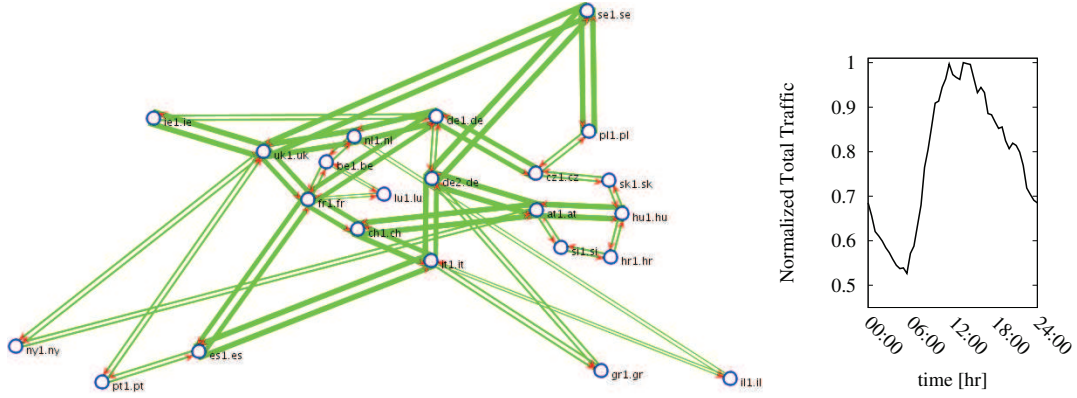 se1.se
ie1.ie
de1.de
nl1.nl
pl1.pl
uk1.uk
be1.be
cz1.cz
de2.de
sk1.sk
fr1.fr
lu1.lu
at1.at
hu1.hu
ch1.ch
si1.si
hr1.hr
it1.it
ny1.ny
es1.es
pt1.pt
gr1.gr
il1.il
Normalized Total Traffic
1
0.9
0.8
0.7
0.6
0.5
00:00
06:00
12:00
18:00
24:00
time [hr]